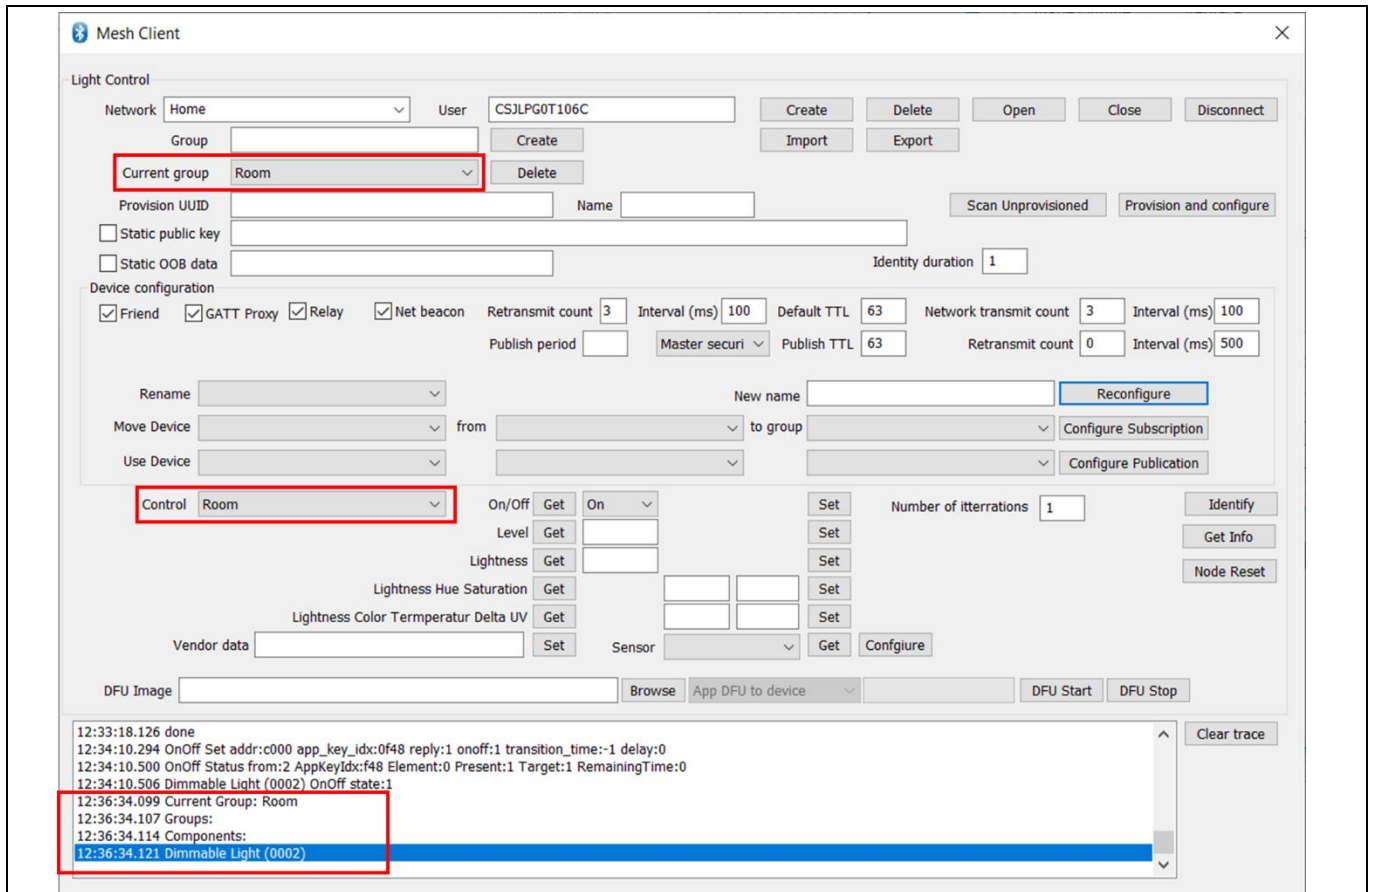 Mesh Client
Light Control
Network Home User CSJLPG0T106C Create Delete Open Close Disconnect
Group Create Import Export
Current group Room Delete
Provision UUID Name Scan Unprovisioned Provision and configure
Static public key
Static OOB data Identity duration 1
Device configuration
Friend GATT Proxy Relay Net beacon Retransmit count 3 Interval (ms) 100 Default TTL 63 Network transmit count 3 Interval (ms) 100
Publish period Master securi Publish TTL 63 Retransmit count 0 Interval (ms) 500
Rename New name Reconfigure
Move Device from to group Configure Subscription
Use Device Configure Publication
Control Room On/Off Get On Set Number of itterrations 1 Identify
Level Get Set Get Info
Lightness Get Set
Node Reset
Lightness Hue Saturation Get Set
Lightness Color Termperatur Delta UV Get Set
Vendor data Set Sensor Get Confgiure
DFU Image Browse App DFU to device DFU Start DFU Stop
12:33:18.126 done Clear trace
12:34:10.294 OnOff Set addr:c000 app_key_idx:0f48 reply:1 onoff:1 transition_time:-1 delay:0
12:34:10.500 OnOff Status from:2 AppKeyIdx:f48 Element:0 Present:1 Target:1 RemainingTime:0
12:34:10.506 Dimmable Light (0002) OnOff state:1
12:36:34.099 Current Group: Room
12:36:34.107 Groups:
12:36:34.114 Components:
12:36:34.121 Dimmable Light (0002)